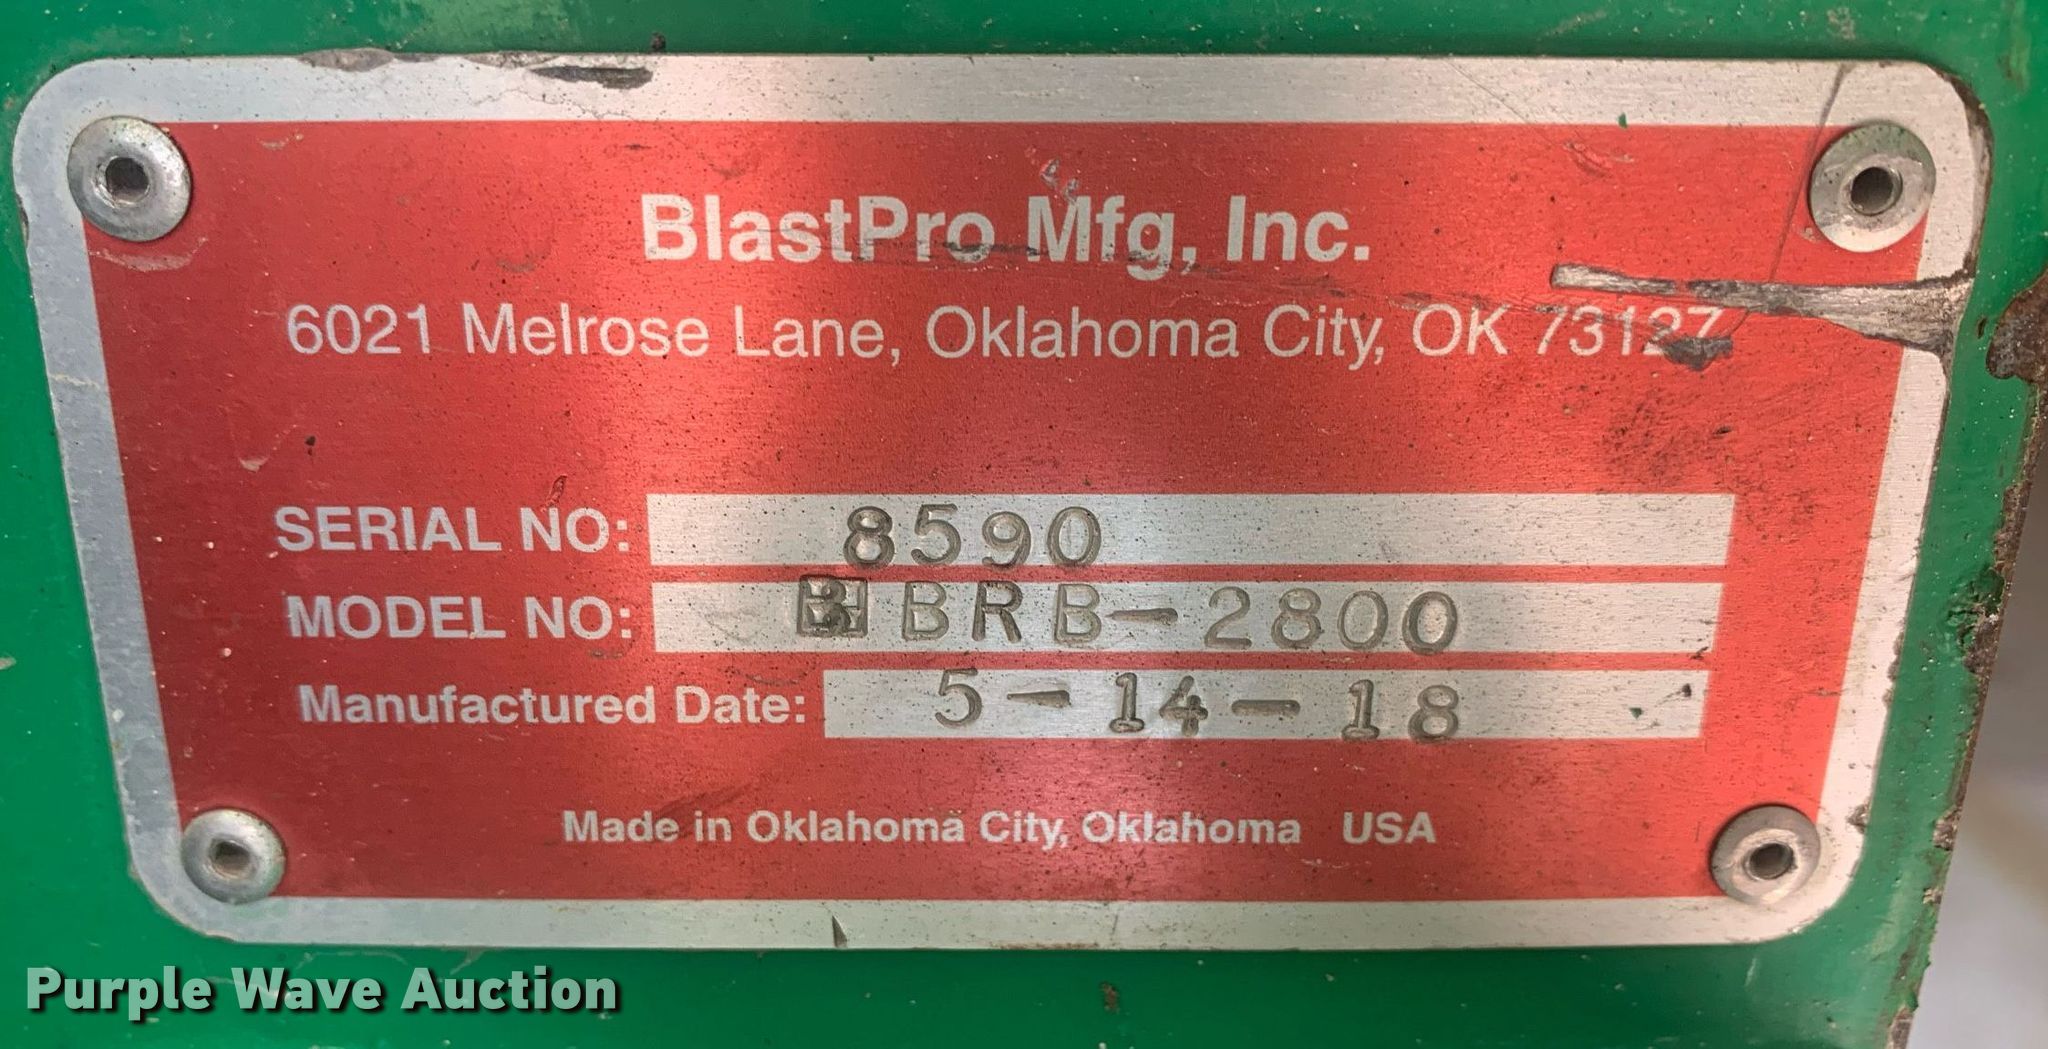 BlastPro Mfg, Inc.
6021 Melrose Lane, Oklahoma City, OK 73127
SERIAL NO: 8590
MODEL NO: BRB-2800
Manufactured Date: 5-14-18
Made in Oklahoma City, Oklahoma USA
Purple Wave Auction